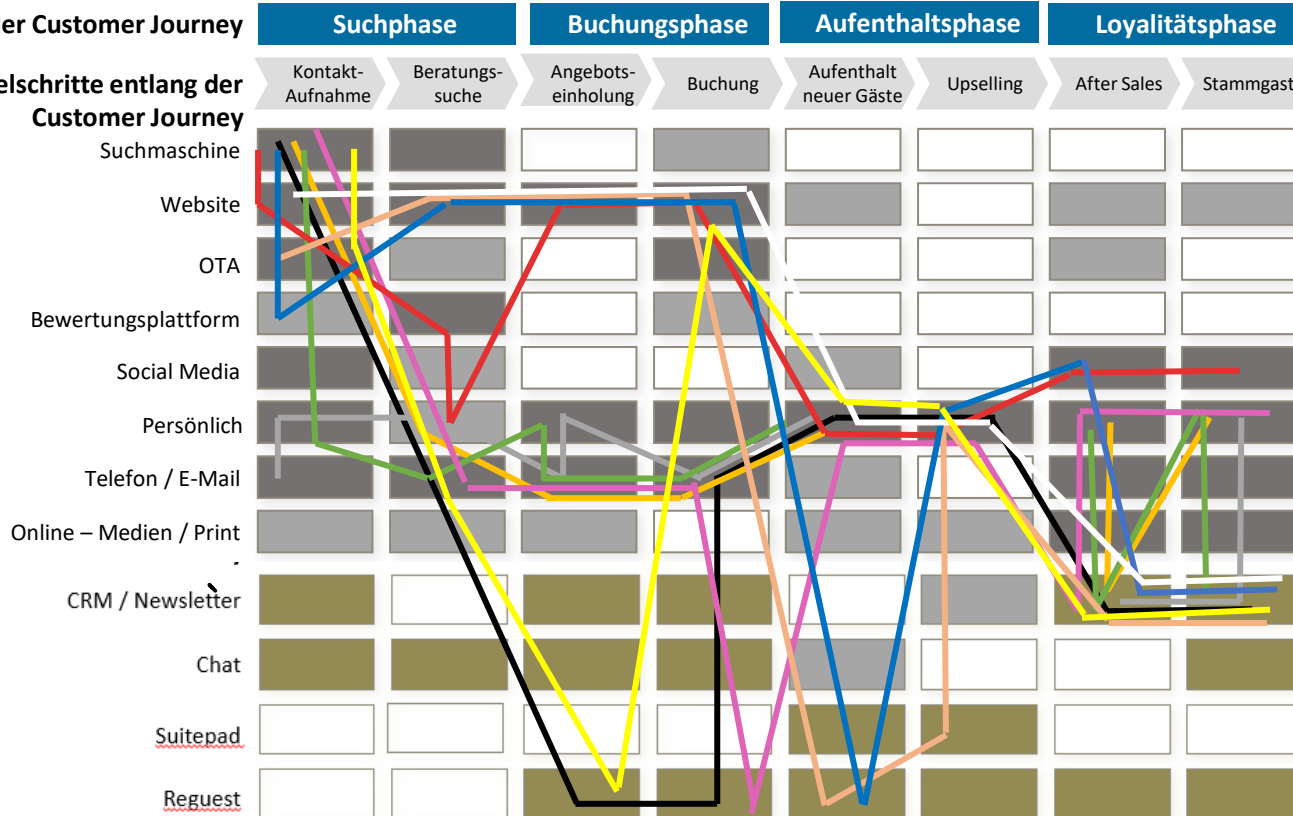 der Customer Journey
Suchphase
Buchungsphase
Aufenthaltsphase
Loyalitätsphase
elschritte entlang der
Customer Journey
Kontakt-
Aufnahme
Beratungs-
suche
Angebots-
einholung
Buchung
Aufenthalt
neuer Gäste
Upselling
After Sales
Stammgast
Suchmaschine
Website
OTA
Bewertungsplattform
Social Media
Persönlich
Telefon / E-Mail
Online – Medien / Print
CRM / Newsletter
Chat
Suitepad
Reguest